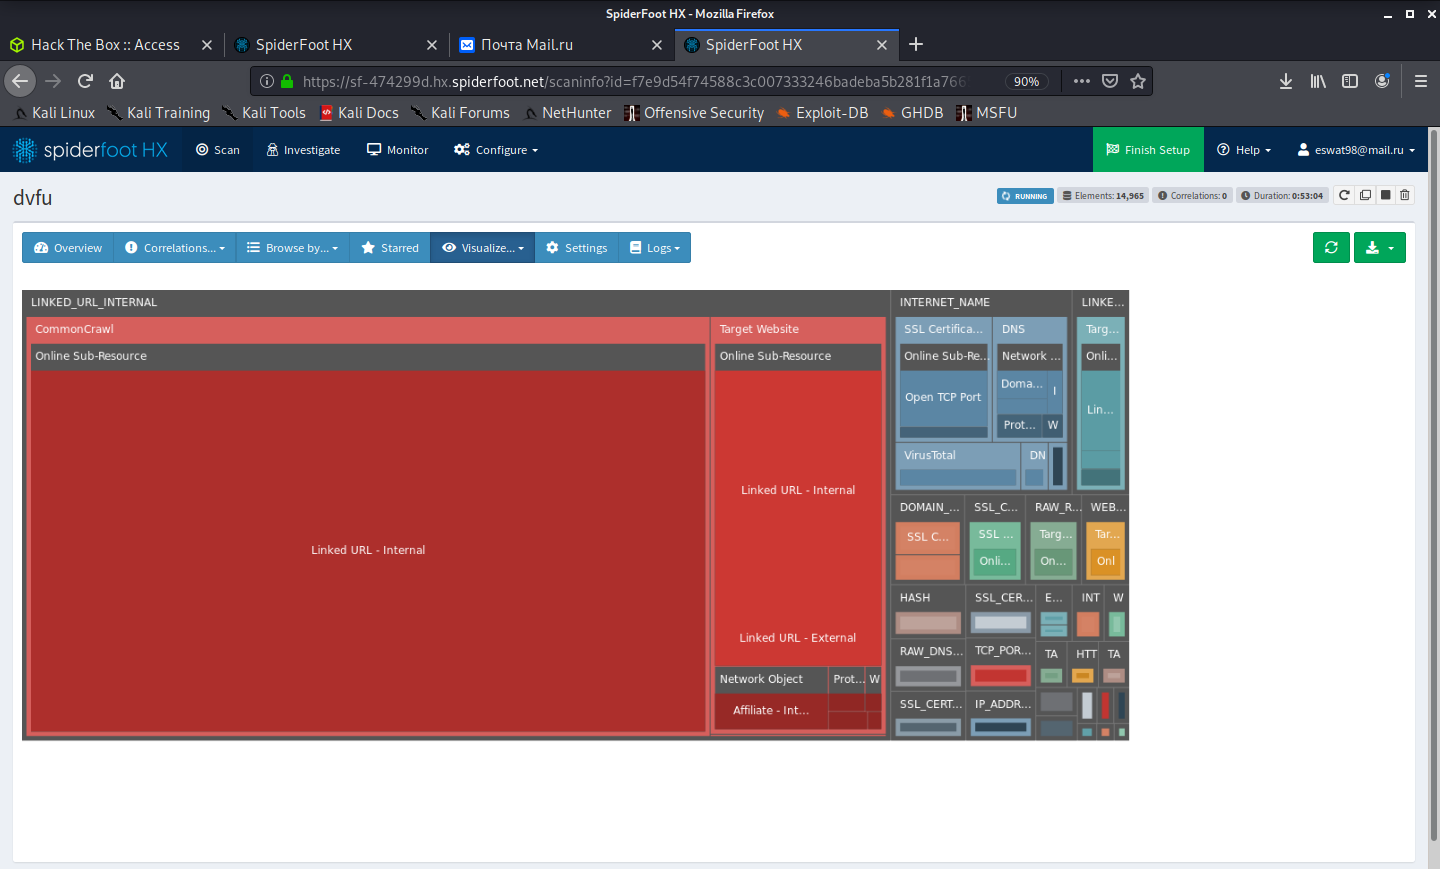 SpiderFoot HX - Mozilla Firefox
Hack The Box :: Access
SpiderFoot HX
Почта Mail.ru
SpiderFoot HX
https://sf-474299d.hx.spiderfoot.net/scaninfo?id=f7e9d54f74588c3c007333246badeba5b281f1a766
90%
Kali Linux
Kali Training
Kali Tools
Kali Docs
Kali Forums
NetHunter
Offensive Security
Exploit-DB
GHDB
MSFU
spiderfoot HX
Scan
Investigate
Monitor
Configure
Finish Setup
Help
eswat98@mail.ru
dvfu
RUNNING
Elements: 14,965
Correlations: 0
Duration: 0:53:04
Overview
Correlations...
Browse by...
Starred
Visualize...
Settings
Logs
LINKED_URL_INTERNAL
INTERNET_NAME
LINKE...
CommonCrawl
Target Website
SSL Certifica...
DNS
Targ...
Online Sub-Resource
Online Sub-Resource
Online Sub-Re...
Network ...
Onli...
Doma...
I
Open TCP Port
Lin...
Prot...
W
VirusTotal
DN
Linked URL - Internal
DOMAIN_...
SSL_C...
RAW_R...
WEB...
SSL C...
SSL ...
Targ...
Tar...
Linked URL - Internal
Onli...
On...
Onl
HASH
SSL_CER...
E...
INT
W
Linked URL - External
RAW_DNS...
TCP_POR...
TA
HTT
TA
Network Object
Prot...
W
SSL_CERT...
IP_ADDR...
Affiliate - Int...